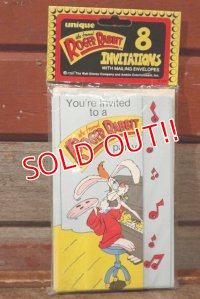 unique
Who Framed
ROGER RABBIT
8
INVITATIONS
WITH MAILING ENVELOPES
You're Invited
to a
ROGER RABBIT
SOLD OUT!!